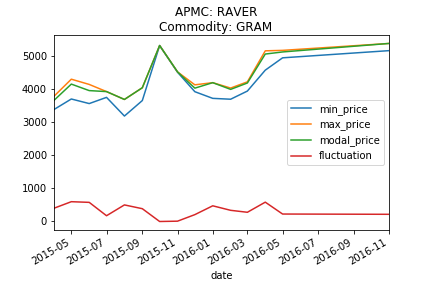 APMC: RAVER
Commodity: GRAM
5000
4000
3000
2000
1000
0
min_price
max_price
modal_price
fluctuation
2015-05
2015-07
2015-09
2015-11
2016-01
2016-03
2016-05
2016-07
2016-09
2016-11
date